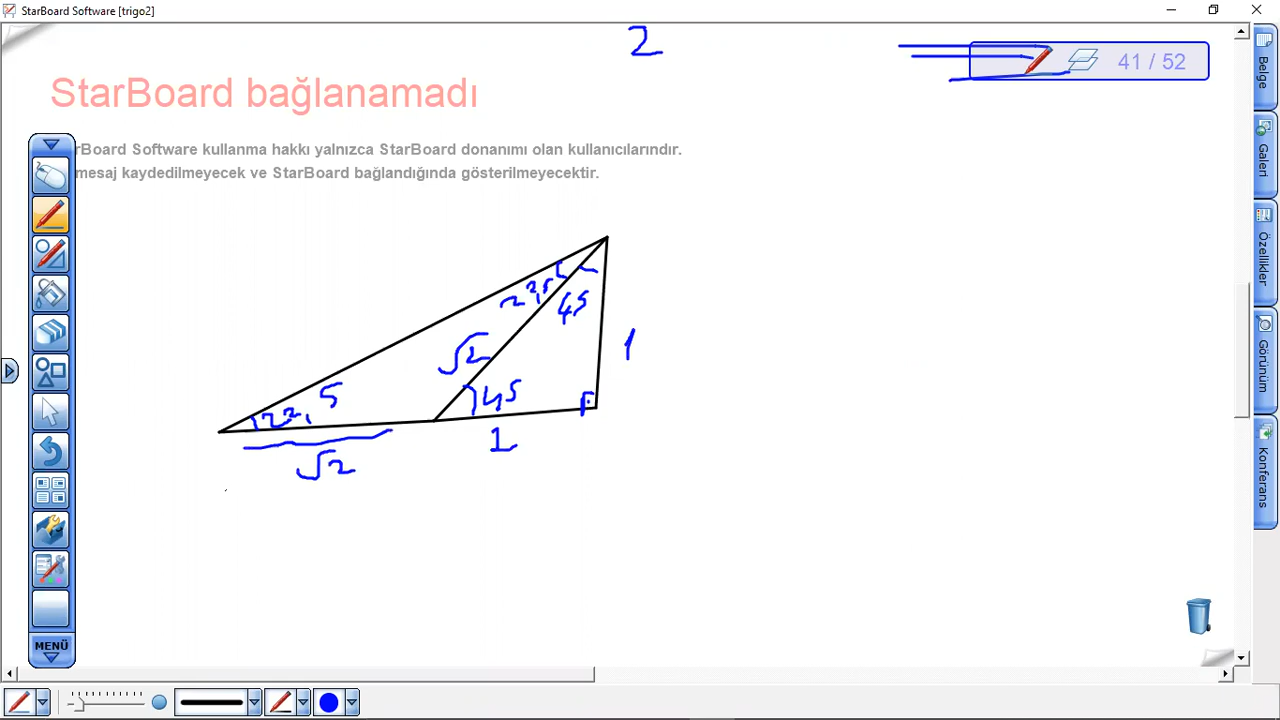 StarBoard Software [trigo2]
2
41 / 52
StarBoard bağlanamadı
rBoard Software kullanma hakkı yalnızca StarBoard donanımı olan kullanıcılarındır.
mesaj kaydedilmeyecek ve StarBoard bağlandığında gösterilmeyecektir.
22,5
45
√2
1
22,5
45
1
√2
MENÜ
Belge
Galeri
Özellikler
Görünüm
Konferans